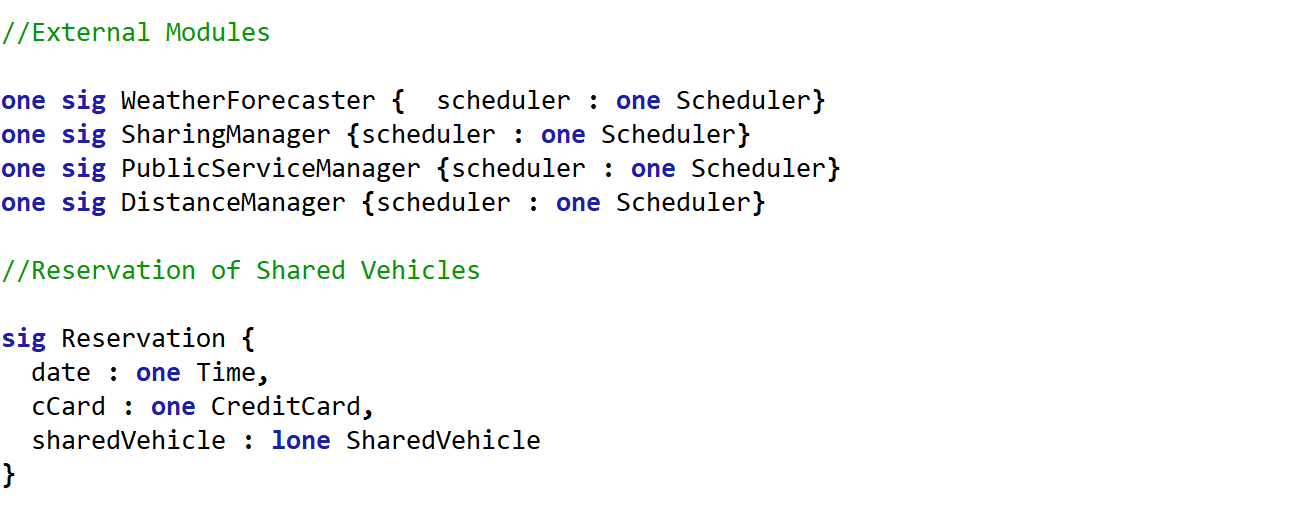 //External Modules
one sig WeatherForecaster {  scheduler : one Scheduler}
one sig SharingManager {scheduler : one Scheduler}
one sig PublicServiceManager {scheduler : one Scheduler}
one sig DistanceManager {scheduler : one Scheduler}
//Reservation of Shared Vehicles
sig Reservation {
  date : one Time,
  cCard : one CreditCard,
  sharedVehicle : lone SharedVehicle
}